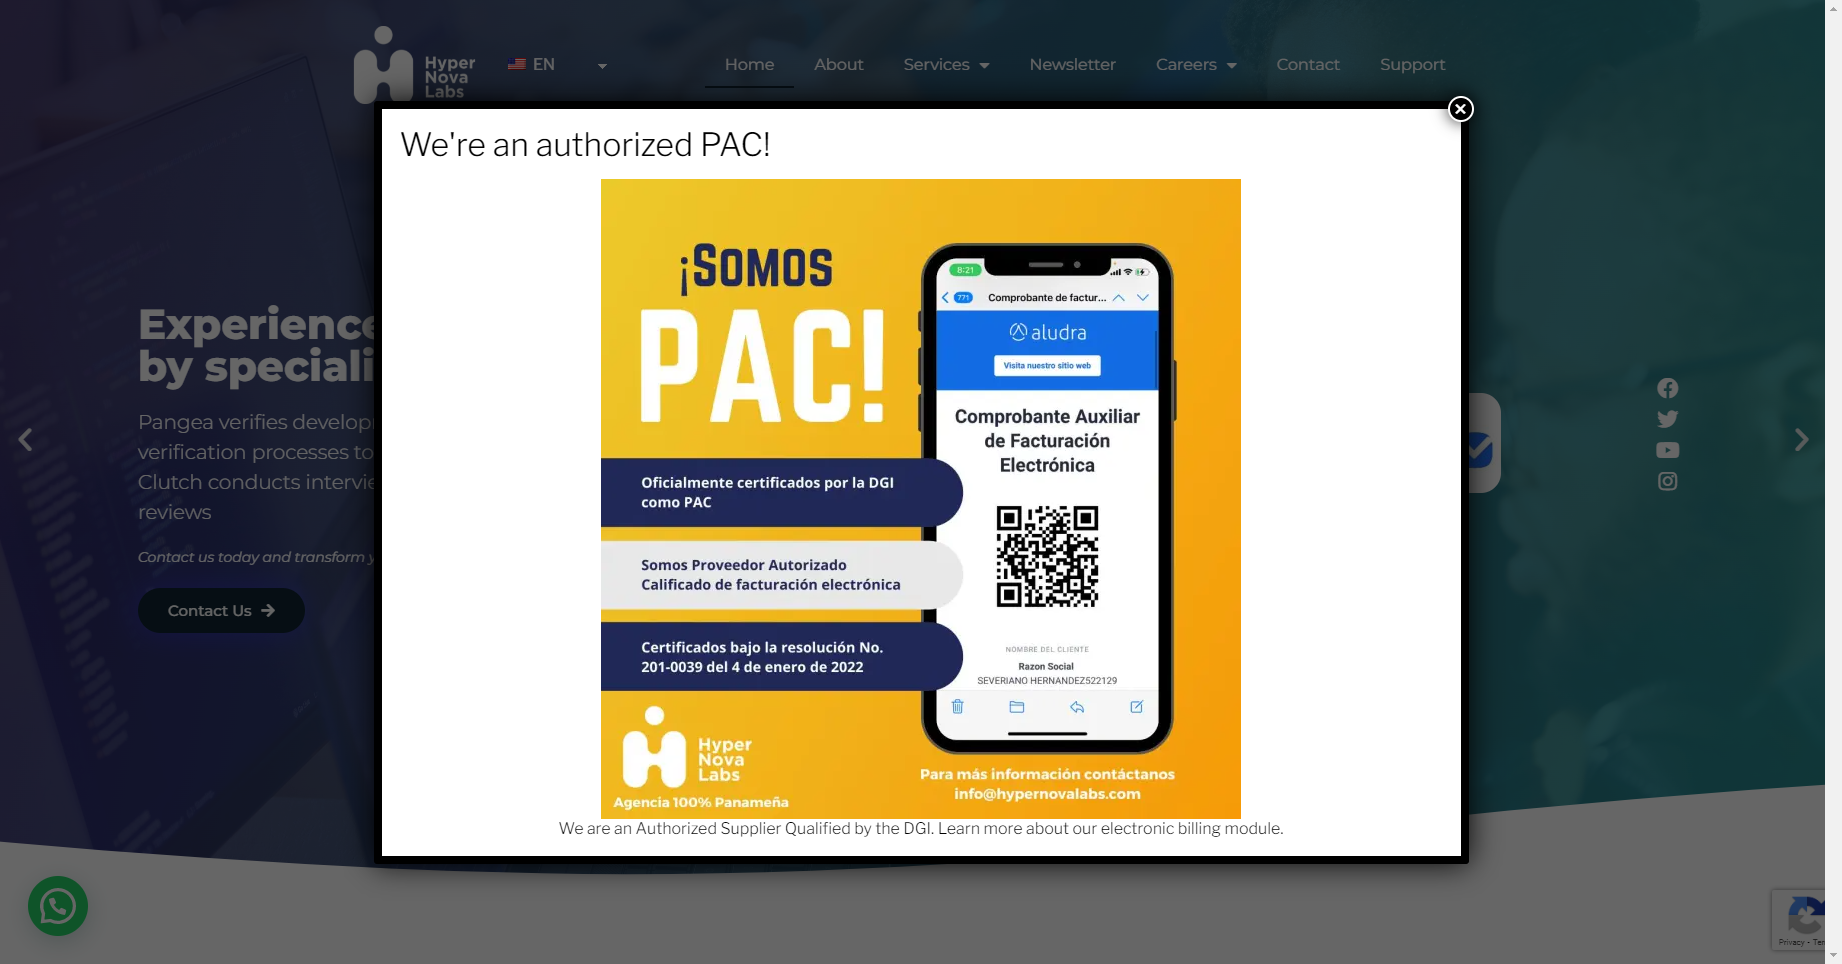 Hyper
Nova
Labs
EN
Home
About
Services
Newsletter
Careers
Contact
Support
We're an authorized PAC!
¡SOMOS
PAC!
Oficialmente certificados por la DGI
como PAC
Somos Proveedor Autorizado
Calificado de facturación electrónica
Certificados bajo la resolución No.
201-0039 del 4 de enero de 2022
Hyper
Nova
Labs
Agencia 100% Panameña
8:21
771
Comprobante de factur...
aludra
Visita nuestro sitio web
Comprobante Auxiliar
de Facturación
Electrónica
NOMBRE DEL CLIENTE
Razon Social
SEVERIANO HERNANDEZ522129
Para más información contáctanos
info@hypernovalabs.com
We are an Authorized Supplier Qualified by the DGI. Learn more about our electronic billing module.
Experience
by speciali
Pangea verifies develop
verification processes to
Clutch conducts intervie
reviews
Contact us today and transform y
Contact Us
Privacy - Ter